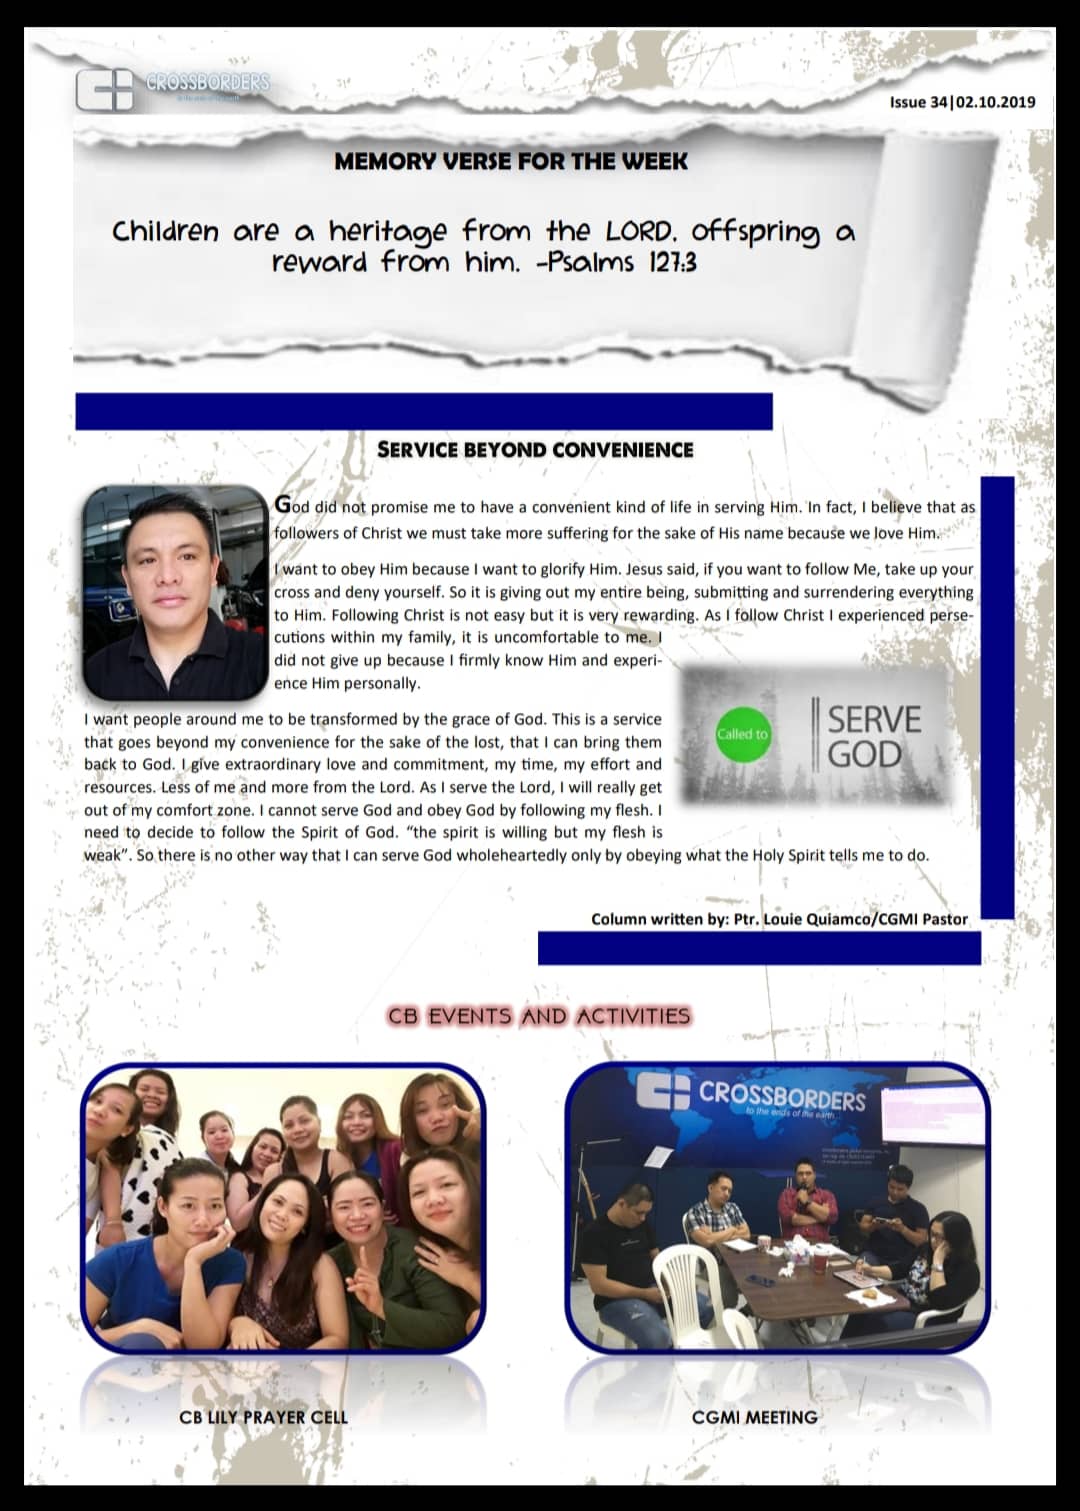 CROSSBORDERS
Issue 34|02.10.2019
MEMORY VERSE FOR THE WEEK
Children are a heritage from the LORD, offspring a
reward from him. -Psalms 127:3
SERVICE BEYOND CONVENIENCE
God did not promise me to have a convenient kind of life in serving Him. In fact, I believe that as
followers of Christ we must take more suffering for the sake of His name because we love Him.
I want to obey Him because I want to glorify Him. Jesus said, if you want to follow Me, take up your
cross and deny yourself. So it is giving out my entire being, submitting and surrendering everything
to Him. Following Christ is not easy but it is very rewarding. As I follow Christ I experienced perse-
cutions within my family, it is uncomfortable to me. I
did not give up because I firmly know Him and experi-
ence Him personally.
I want people around me to be transformed by the grace of God. This is a service
that goes beyond my convenience for the sake of the lost, that I can bring them
back to God. I give extraordinary love and commitment, my time, my effort and
resources. Less of me and more from the Lord. As I serve the Lord, I will really get
out of my comfort zone. I cannot serve God and obey God by following my flesh. I
need to decide to follow the Spirit of God. “the spirit is willing but my flesh is
weak”. So there is no other way that I can serve God wholeheartedly only by obeying what the Holy Spirit tells me to do.
Called to
SERVE
GOD
Column written by: Ptr. Louie Quiamco/CGMI Pastor
CB EVENTS AND ACTIVITIES
CROSSBORDERS
to the ends of the earth
CB LILY PRAYER CELL
CGMI MEETING